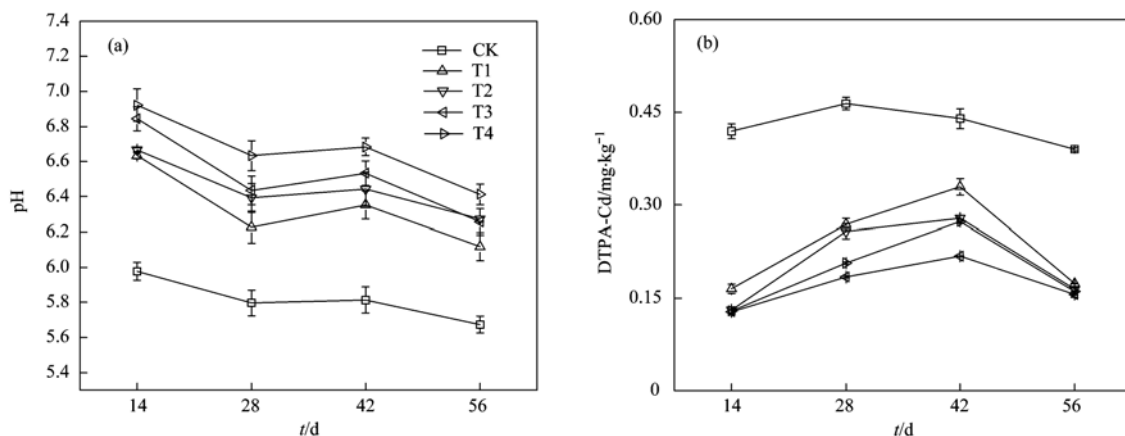 7.4
7.2
7.0
6.8
6.6
6.4
6.2
6.0
5.8
5.6
5.4
pH
(a)
CK
T1
T2
T3
T4
14 28 42 56
t/d
0.60
0.45
0.30
0.15
0
DTPA-Cd/mg·kg⁻¹
(b)
14 28 42 56
t/d